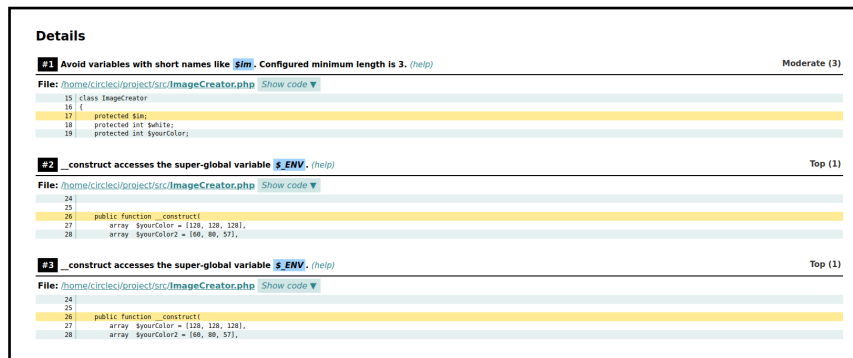 Details
#1 Avoid variables with short names like $im. Configured minimum length is 3. (help) Moderate (3)
File: /home/circleci/project/src/ImageCreator.php Show code ▼
15 class ImageCreator
16 {
17 protected $im;
18 protected int $white;
19 protected int $yourColor;
#2 __construct accesses the super-global variable $_ENV. (help) Top (1)
File: /home/circleci/project/src/ImageCreator.php Show code ▼
24
25
26 public function __construct(
27 array $yourColor = [128, 128, 128],
28 array $yourColor2 = [60, 80, 57],
#3 __construct accesses the super-global variable $_ENV. (help) Top (1)
File: /home/circleci/project/src/ImageCreator.php Show code ▼
24
25
26 public function __construct(
27 array $yourColor = [128, 128, 128],
28 array $yourColor2 = [60, 80, 57],